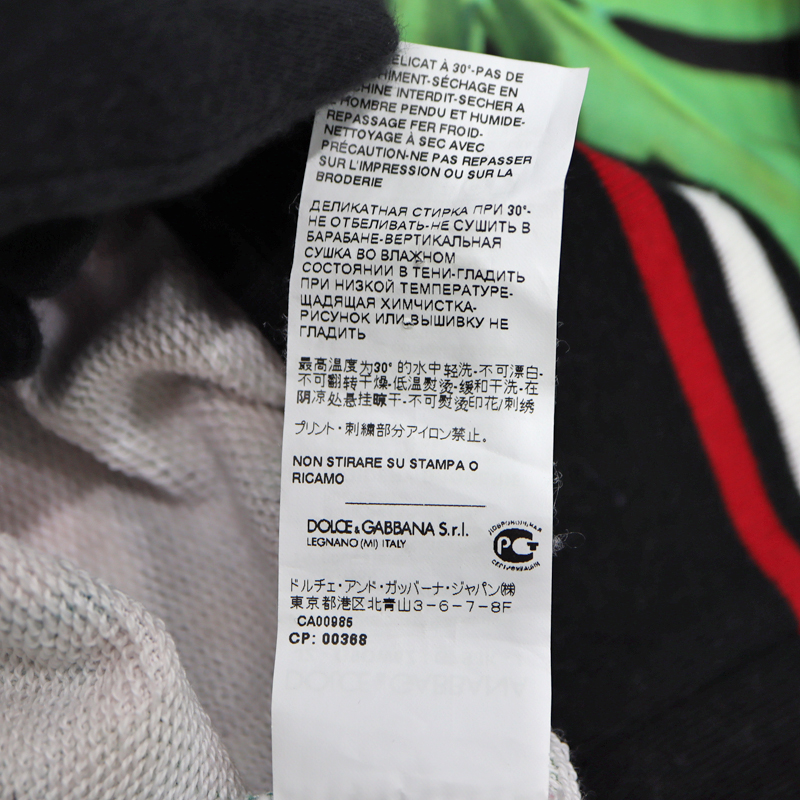 ÉLICAT À 30°-PAS DE
IMENT-SÉCHAGE EN
HINE INTERDIT-SECHER A
L'OMBRE PENDU ET HUMIDE-
REPASSAGE FER FROID-
NETTOYAGE À SEC AVEC
PRÉCAUTION-NE PAS REPASSER
SUR L'IMPRESSION OU SUR LA
BRODERIE
ДЕЛИКАТНАЯ СТИРКА ПРИ 30°-
НЕ ОТБЕЛИВАТЬ-НЕ СУШИТЬ В
БАРАБАНЕ-ВЕРТИКАЛЬНАЯ
СУШКА ВО ВЛАЖНОМ
СОСТОЯНИИ В ТЕНИ-ГЛАДИТЬ
ПРИ НИЗКОЙ ТЕМПЕРАТУРЕ-
ЩАДЯЩАЯ ХИМЧИСТКА-
РИСУНОК ИЛИ ВЫШИВКУ НЕ
ГЛАДИТЬ
最高温度为30°的水中轻洗-不可漂白-
不可翻转干燥-低温熨烫-缓和干洗-在
阴凉处悬挂晾干-不可熨烫印花/刺绣
プリント・刺繍部分アイロン禁止。
NON STIRARE SU STAMPA O
RICAMO
DOLCE & GABBANA S.r.l.
LEGNANO (MI) ITALY
ДОБРОВОЛЬНАЯ
РСТ
СЕРТИФИКАЦИЯ
ドルチェ・アンド・ガッバーナ・ジャパン㈱
東京都港区北青山3-6-7-8F
CA00985
CP: 00368